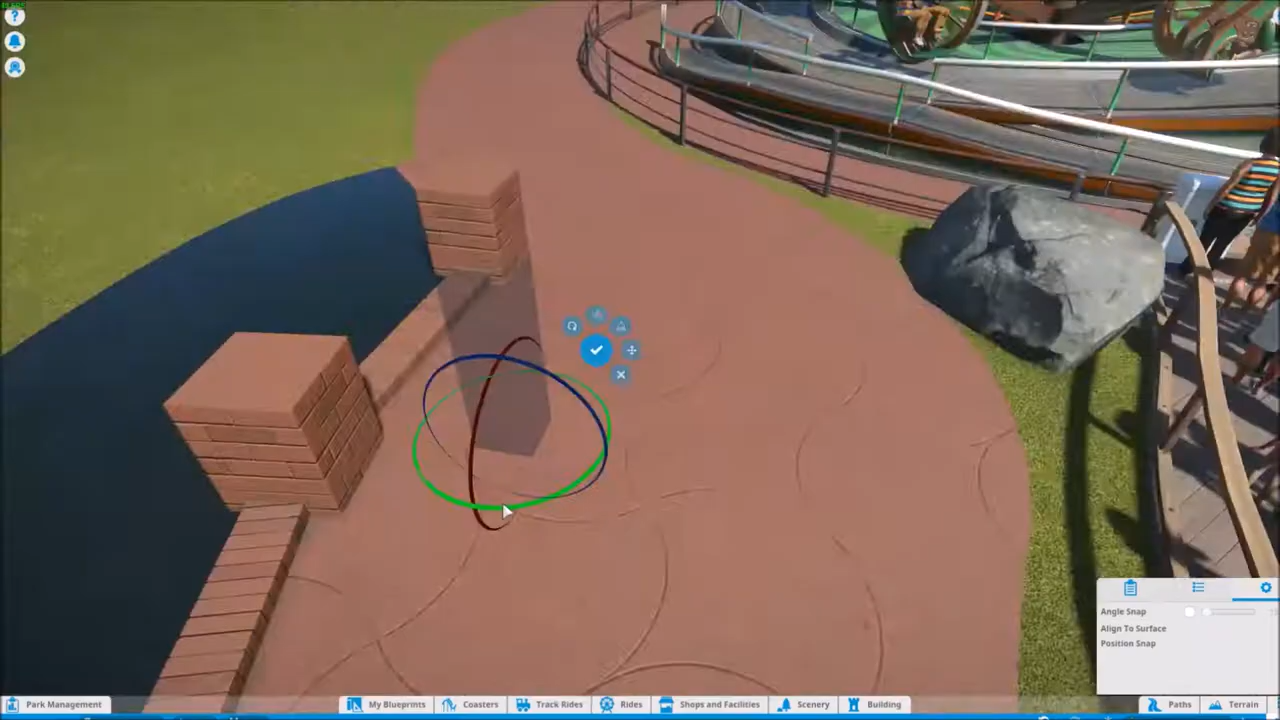 ?
Angle Snap
Align To Surface
Position Snap
Park Management
My Blueprints
Coasters
Track Rides
Rides
Shops and Facilities
Scenery
Building
Paths
Terrain